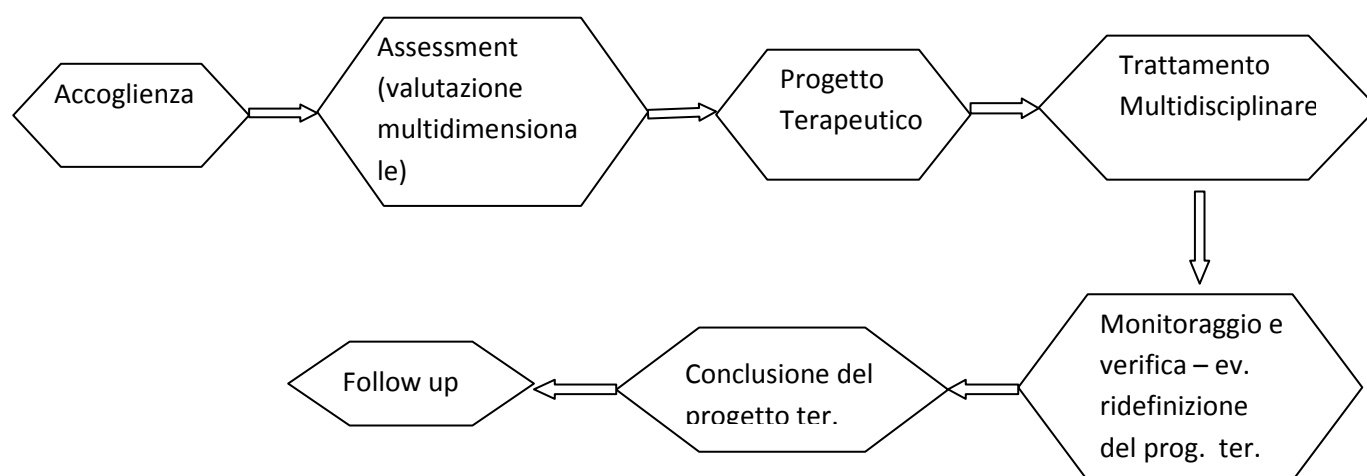 Accoglienza
Assessment
(valutazione
multidimensiona
le)
Progetto
Terapeutico
Trattamento
Multidisciplinare
Monitoraggio e
verifica – ev.
ridefinizione
del prog. ter.
Conclusione del
progetto ter.
Follow up